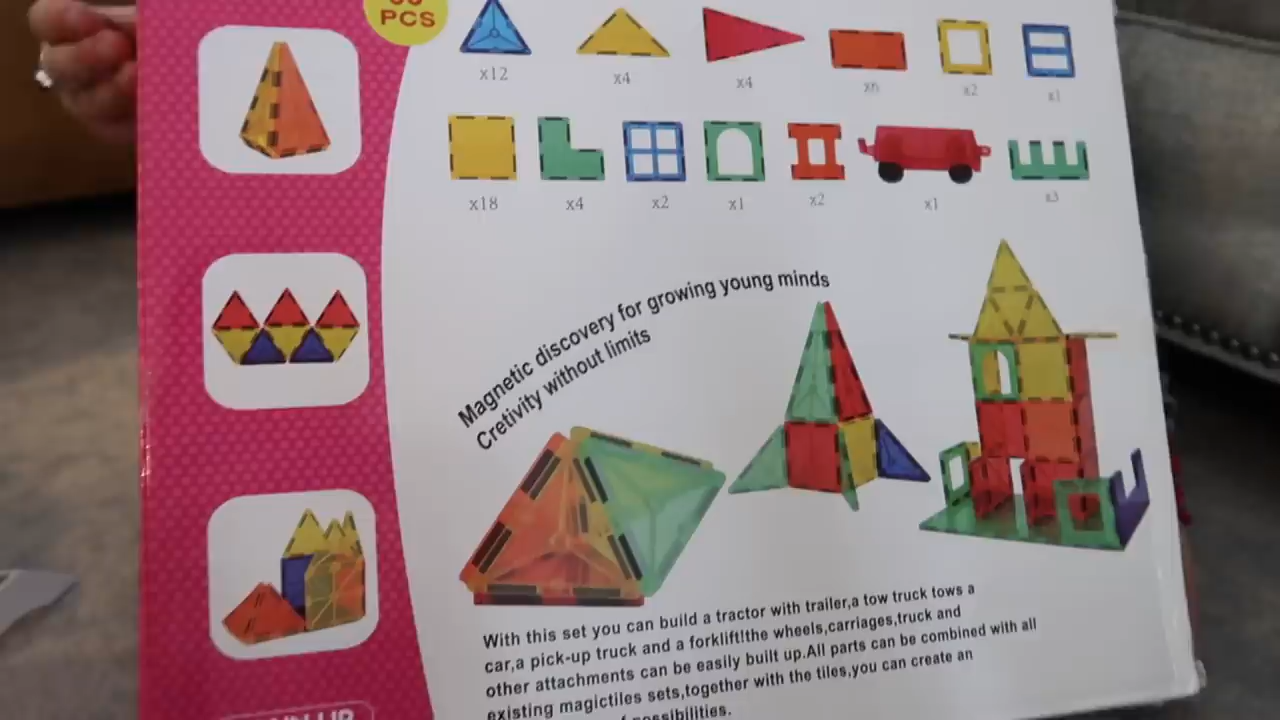 PCS
x12
x4
x4
x6
x2
x1
x18
x4
x2
x1
x2
x1
x3
Magnetic discovery for growing young minds
Cretivity without limits
With this set you can build a tractor with trailer,a tow truck tows a
car,a pick-up truck and a forklift!the wheels,carriages,truck and
other attachments can be easily built up.All parts can be combined with all
existing magictiles sets,together with the tiles,you can create an
possibilities.